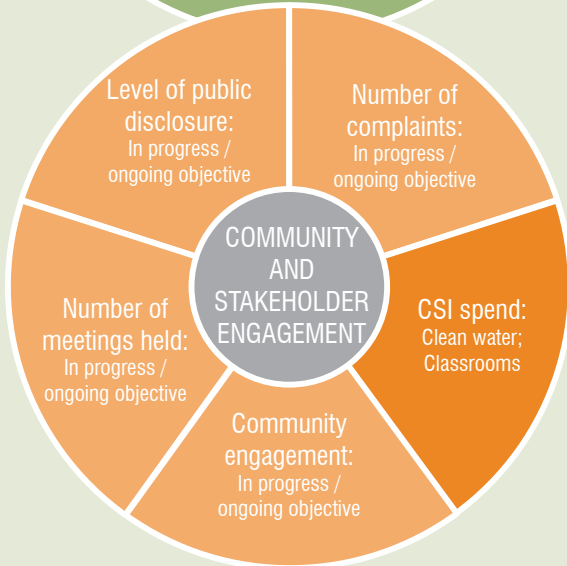 Level of public
disclosure:
In progress /
ongoing objective
Number of
complaints:
In progress /
ongoing objective
COMMUNITY
AND
STAKEHOLDER
ENGAGEMENT
CSI spend:
Clean water;
Classrooms
Number of
meetings held:
In progress /
ongoing objective
Community
engagement:
In progress /
ongoing objective